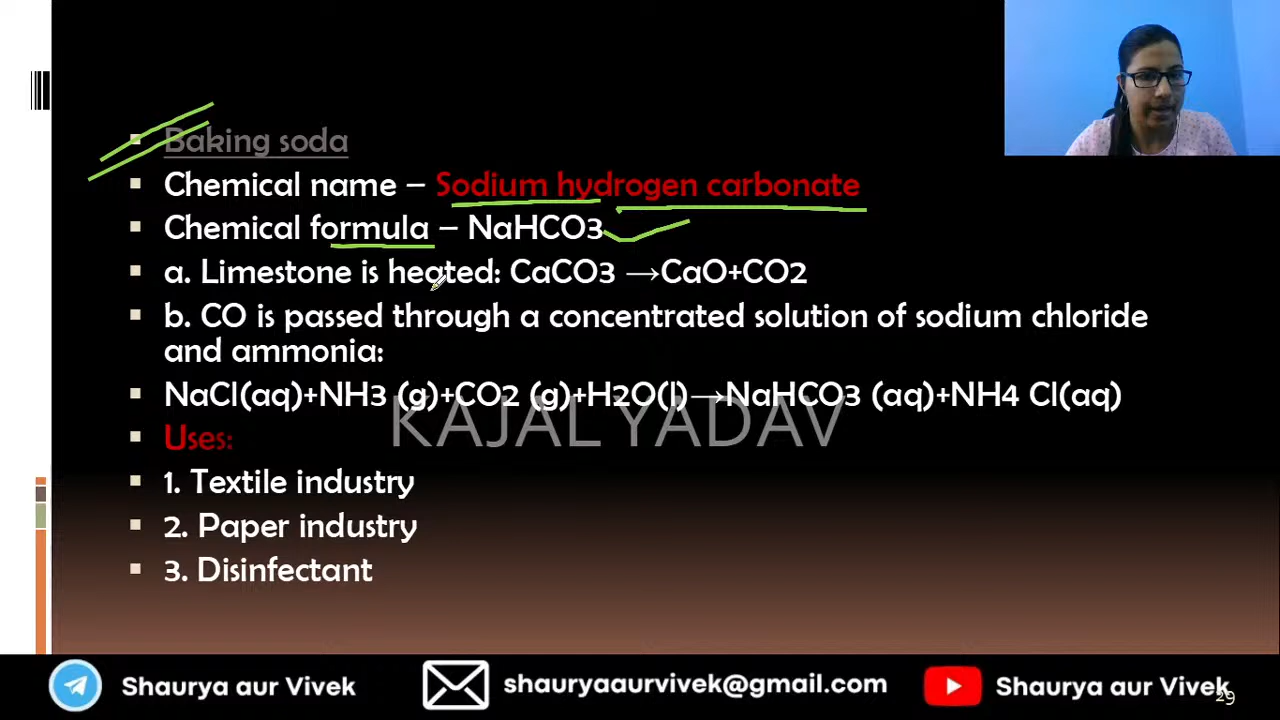 Baking soda
Chemical name – Sodium hydrogen carbonate
Chemical formula – NaHCO3
a. Limestone is heated: CaCO3 →CaO+CO2
b. CO is passed through a concentrated solution of sodium chloride
and ammonia:
NaCl(aq)+NH3 (g)+CO2 (g)+H2O(l)→NaHCO3 (aq)+NH4 Cl(aq)
KAJAL YADAV
Uses:
1. Textile industry
2. Paper industry
3. Disinfectant
Shaurya aur Vivek
shauryaaurvivek@gmail.com
Shaurya aur Vivek
29